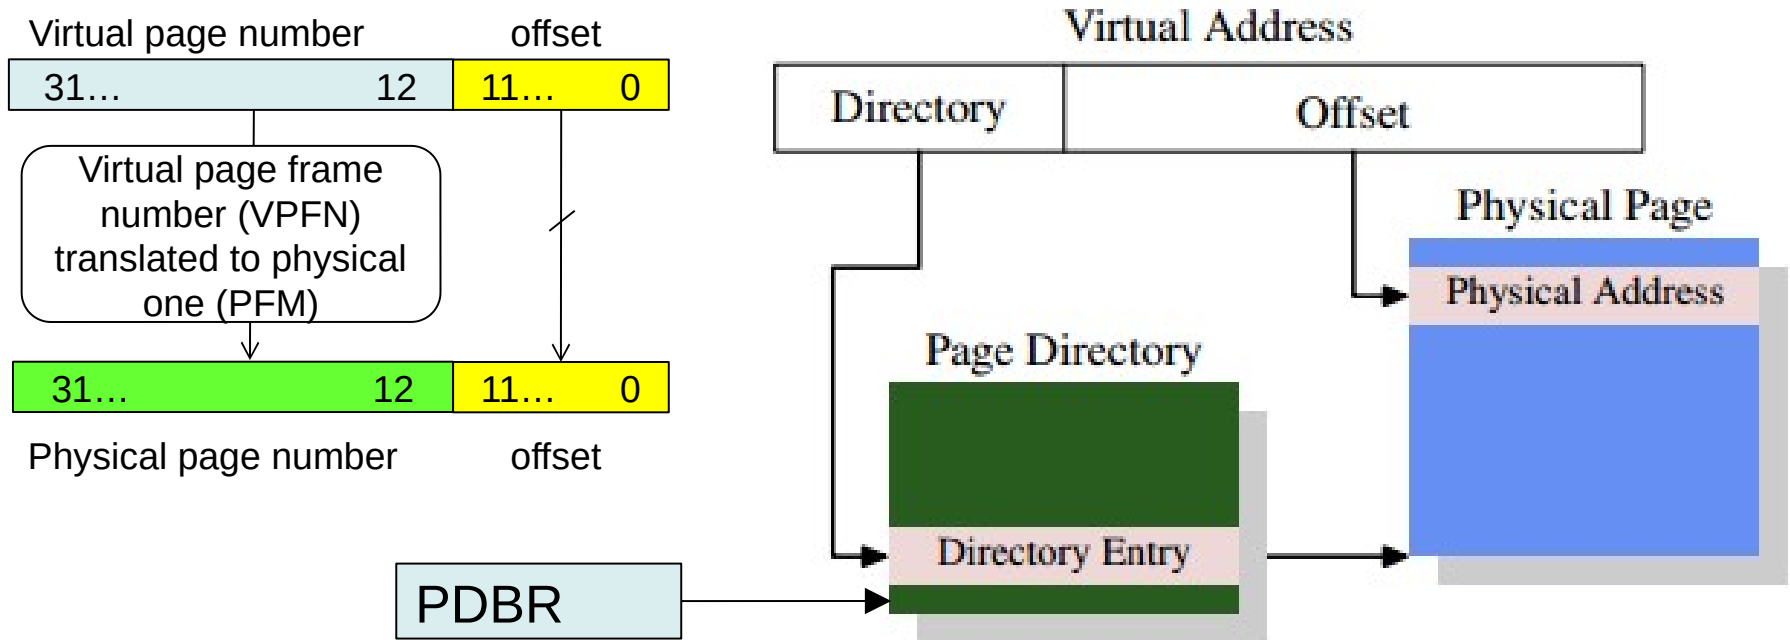 Virtual page number
offset
31…
12
11…
0
Virtual page frame
number (VPFN)
translated to physical
one (PFM)
31…
12
11…
0
Physical page number
offset
Virtual Address
Directory
Offset
Physical Page
Physical Address
Page Directory
Directory Entry
PDBR